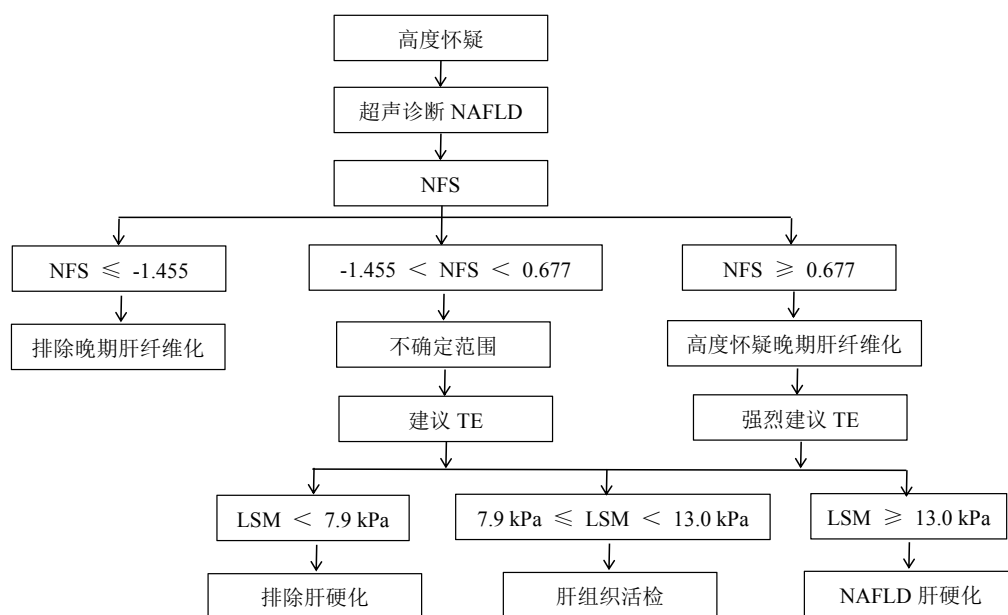 高度怀疑
超声诊断 NAFLD
NFS
NFS ≤ -1.455
-1.455 < NFS < 0.677
NFS ≥ 0.677
排除晚期肝纤维化
不确定范围
高度怀疑晚期肝纤维化
建议 TE
强烈建议 TE
LSM < 7.9 kPa
7.9 kPa ≤ LSM < 13.0 kPa
LSM ≥ 13.0 kPa
排除肝硬化
肝组织活检
NAFLD 肝硬化